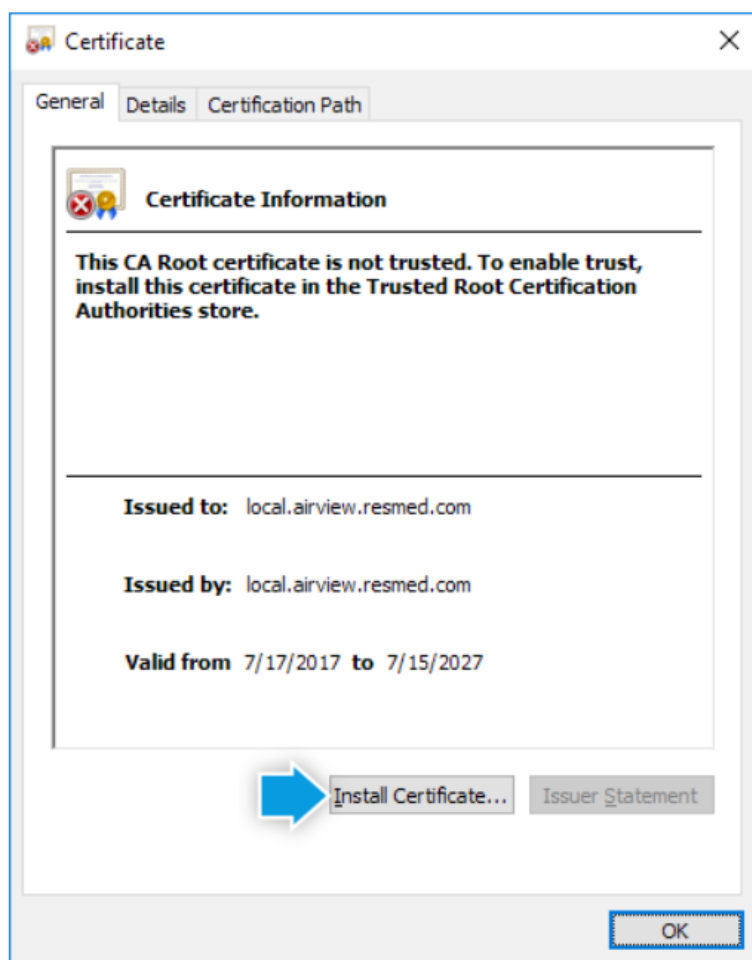 Certificate
General Details Certification Path
Certificate Information
This CA Root certificate is not trusted. To enable trust,
install this certificate in the Trusted Root Certification
Authorities store.
Issued to: local.airview.resmed.com
Issued by: local.airview.resmed.com
Valid from 7/17/2017 to 7/15/2027
Install Certificate... Issuer Statement
OK